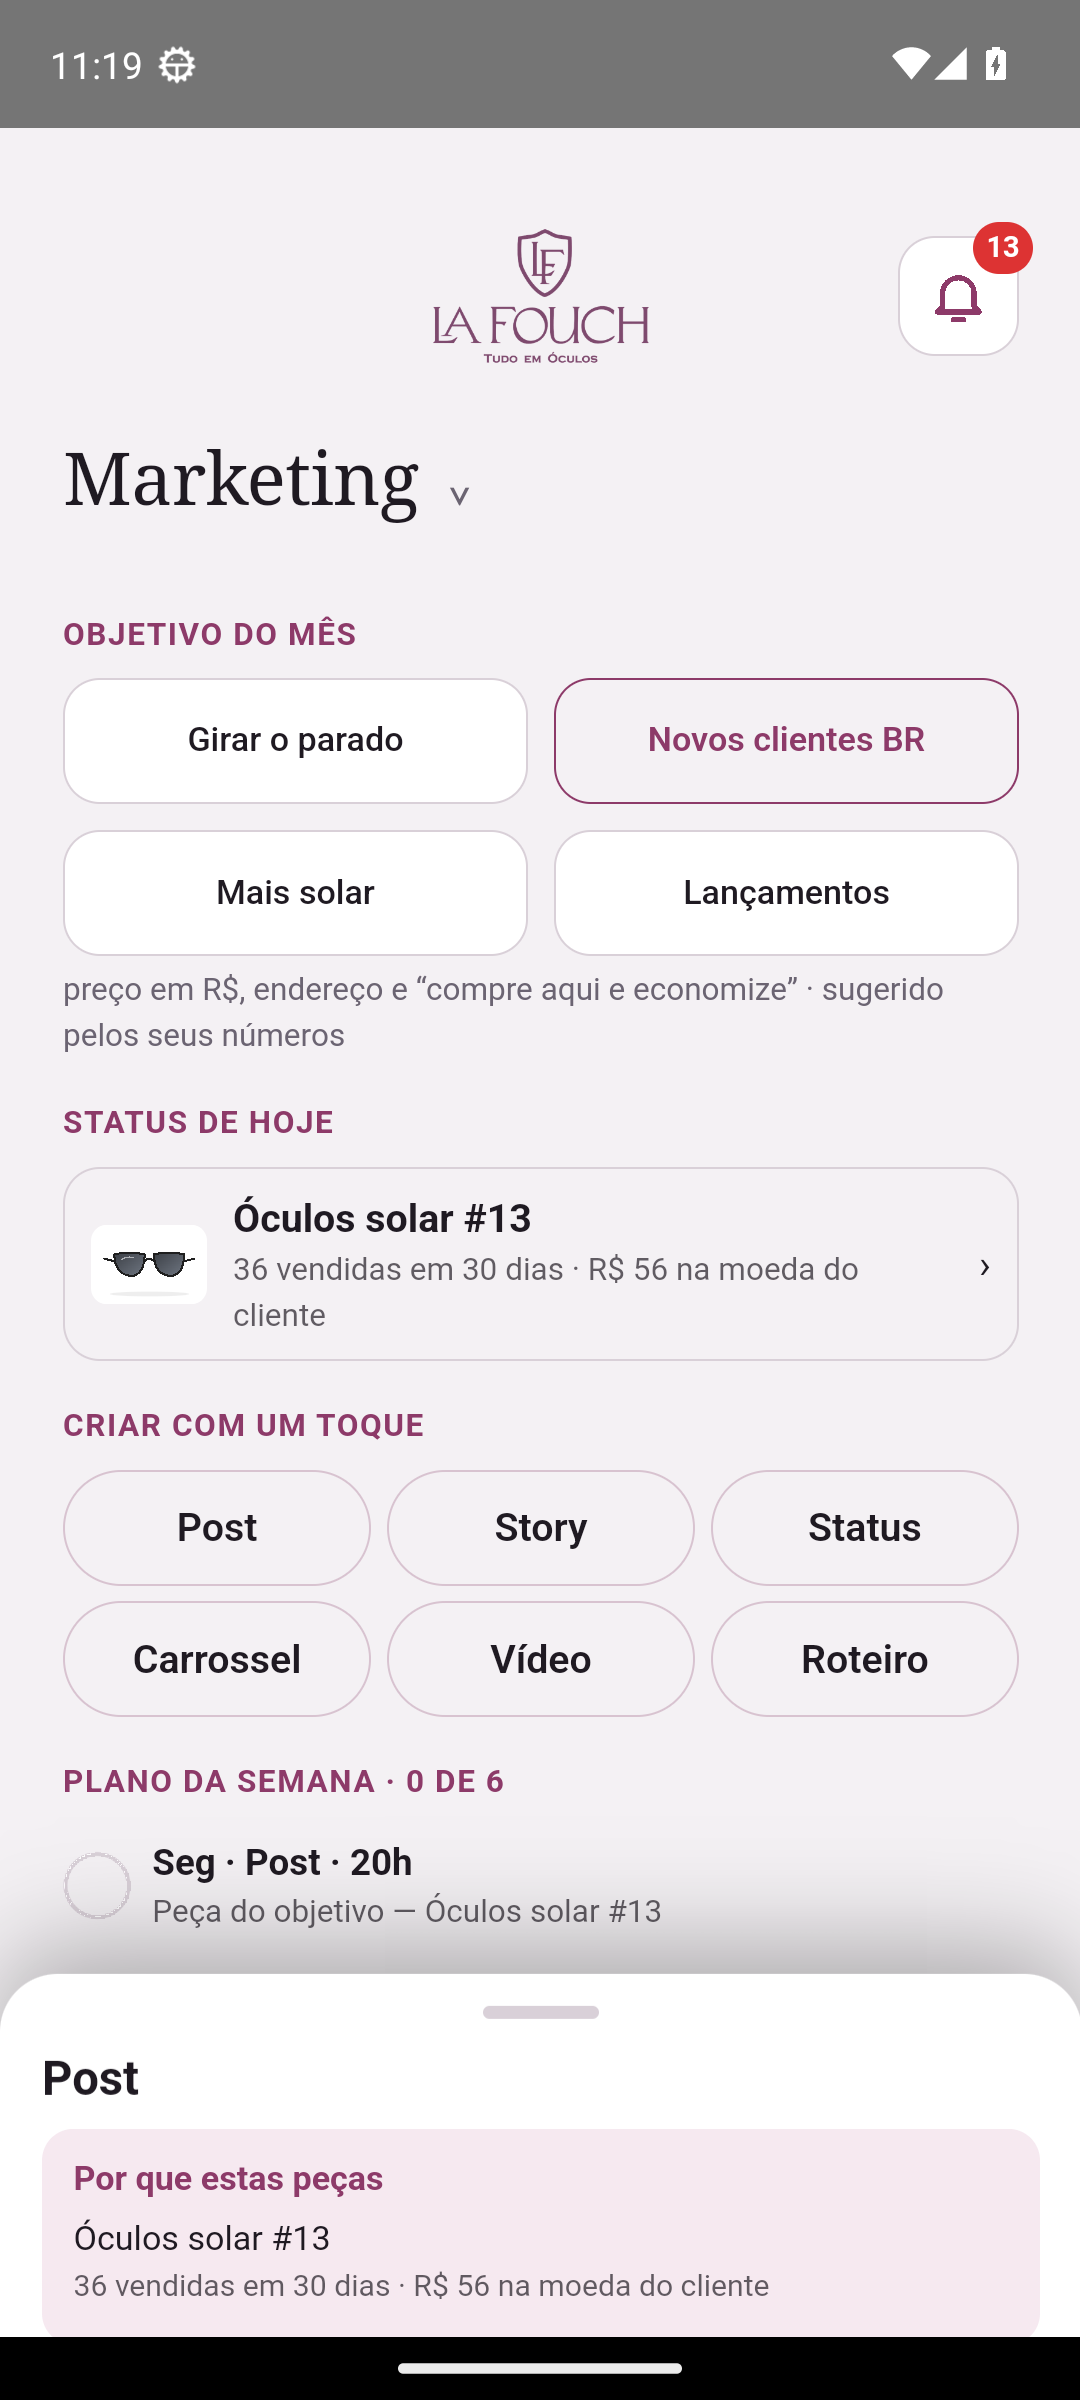 11:19
LF
LA FOUCH
TUDO EM ÓCULOS
13
Marketing
OBJETIVO DO MÊS
Girar o parado
Novos clientes BR
Mais solar
Lançamentos
preço em R$, endereço e “compre aqui e economize” · sugerido
pelos seus números
STATUS DE HOJE
Óculos solar #13
36 vendidas em 30 dias · R$ 56 na moeda do
cliente
CRIAR COM UM TOQUE
Post
Story
Status
Carrossel
Vídeo
Roteiro
PLANO DA SEMANA · 0 DE 6
Seg · Post · 20h
Peça do objetivo — Óculos solar #13
Post
Por que estas peças
Óculos solar #13
36 vendidas em 30 dias · R$ 56 na moeda do cliente